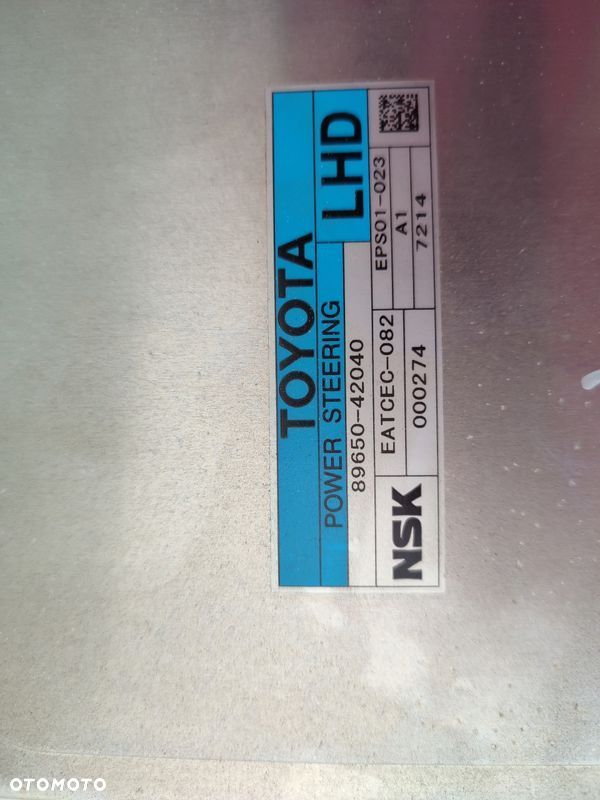 TOYOTA
POWER STEERING
LHD
89650-42040
EATCEC-082
EPS01-023
A1
NSK
000274
7214
OTOMOTO